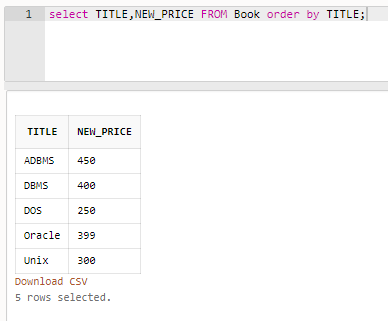 1 select TITLE,NEW_PRICE FROM Book order by TITLE;
TITLE NEW_PRICE
ADBMS 450
DBMS 400
DOS 250
Oracle 399
Unix 300
Download CSV
5 rows selected.